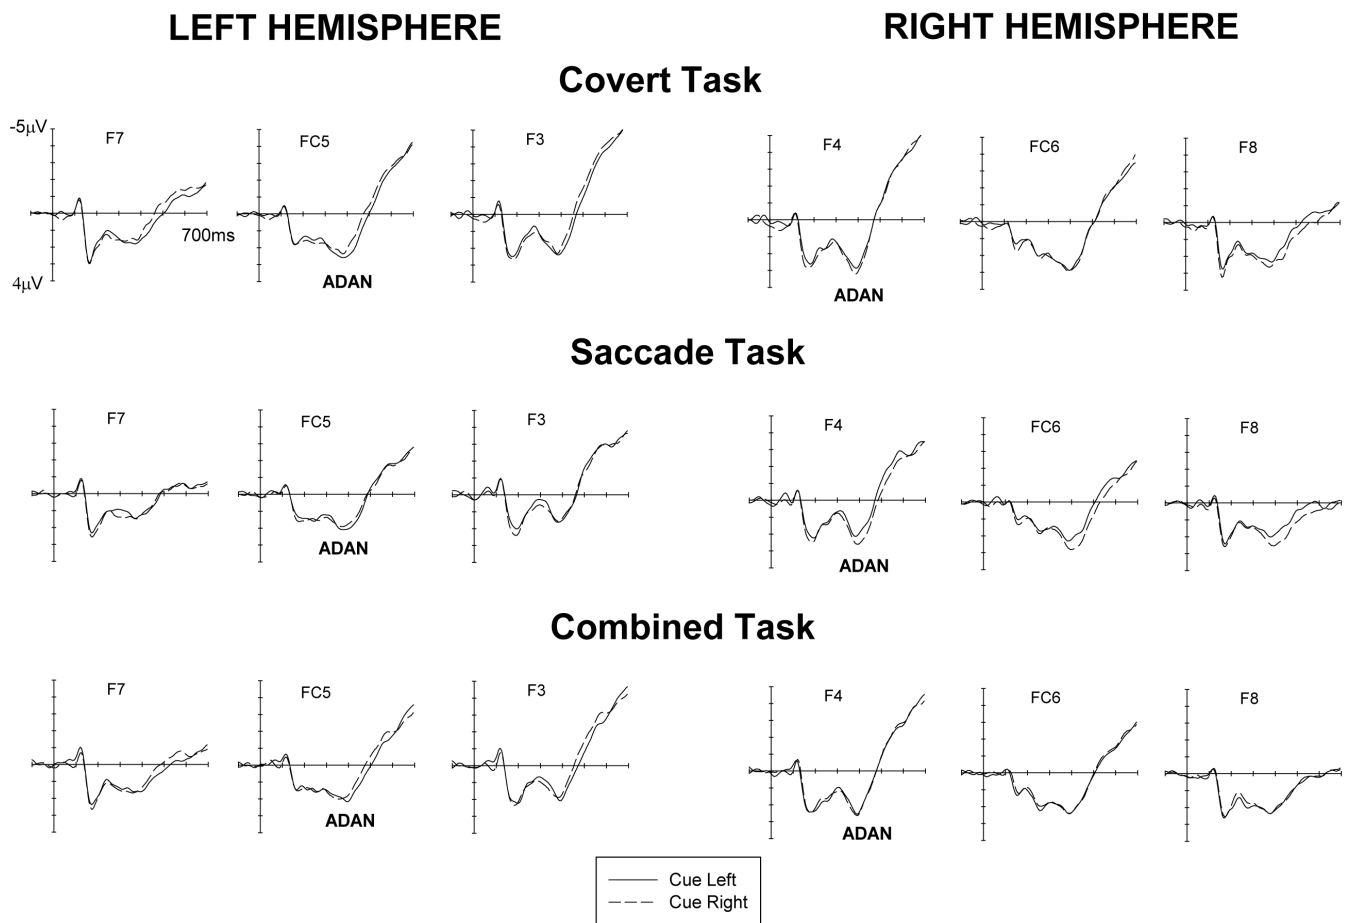 LEFT HEMISPHERE RIGHT HEMISPHERE
Covert Task
-5µV F7 FC5 F3 F4 FC6 F8
700ms
4µV ADAN ADAN
Saccade Task
F7 FC5 F3 F4 FC6 F8
ADAN ADAN
Combined Task
F7 FC5 F3 F4 FC6 F8
ADAN ADAN
Cue Left
Cue Right